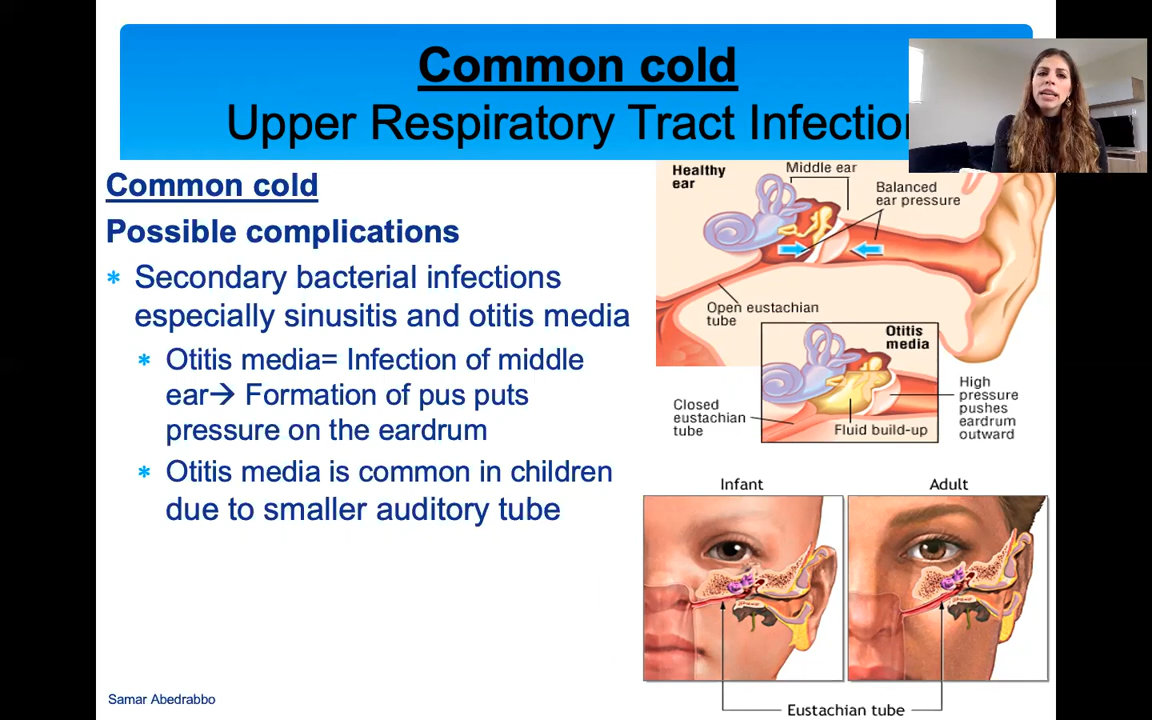 Common cold
Upper Respiratory Tract Infection
Common cold
Possible complications
* Secondary bacterial infections
especially sinusitis and otitis media
* Otitis media= Infection of middle
ear→ Formation of pus puts
pressure on the eardrum
* Otitis media is common in children
due to smaller auditory tube
Healthy
ear
Middle ear
Balanced
ear pressure
Open eustachian
tube
Otitis
media
Closed
eustachian
tube
Fluid build-up
High
pressure
pushes
eardrum
outward
Infant
Adult
Eustachian tube
Samar Abedrabbo